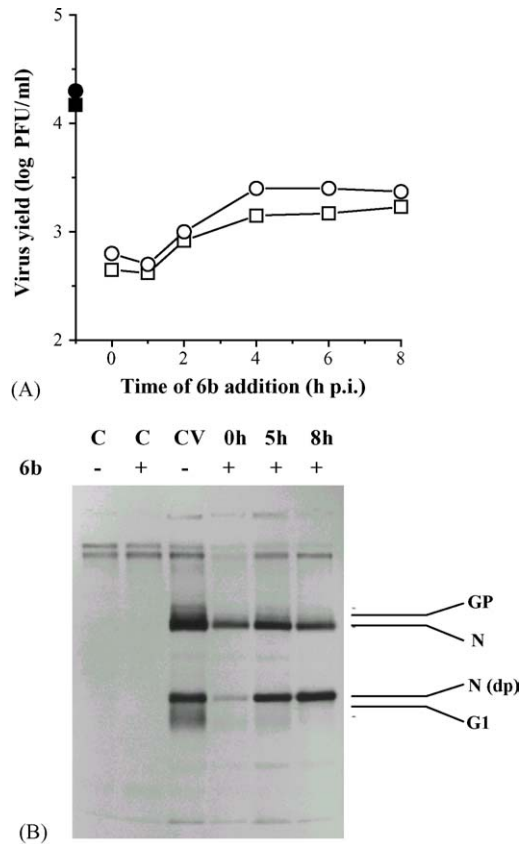 5
4
3
2
Virus yield (log PFU/ml)
0 2 4 6 8
(A) Time of 6b addition (h p.i.)
C C CV 0h 5h 8h
6b - + - + + +
GP
N
N (dp)
G1
(B)